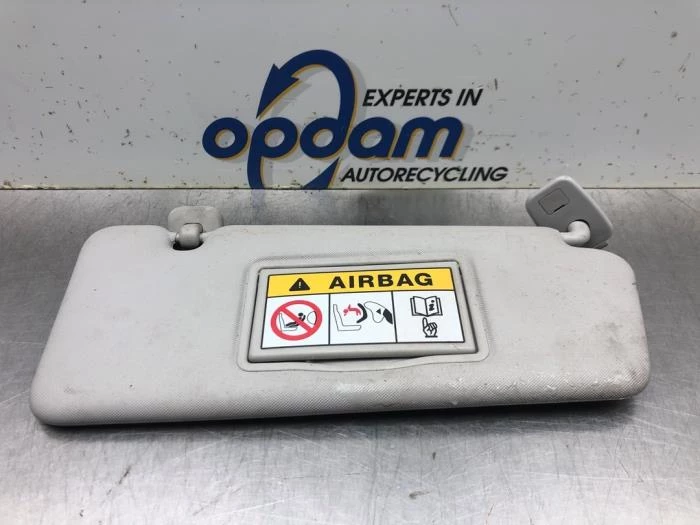 EXPERTS IN
opdam
AUTORECYCLING
AIRBAG